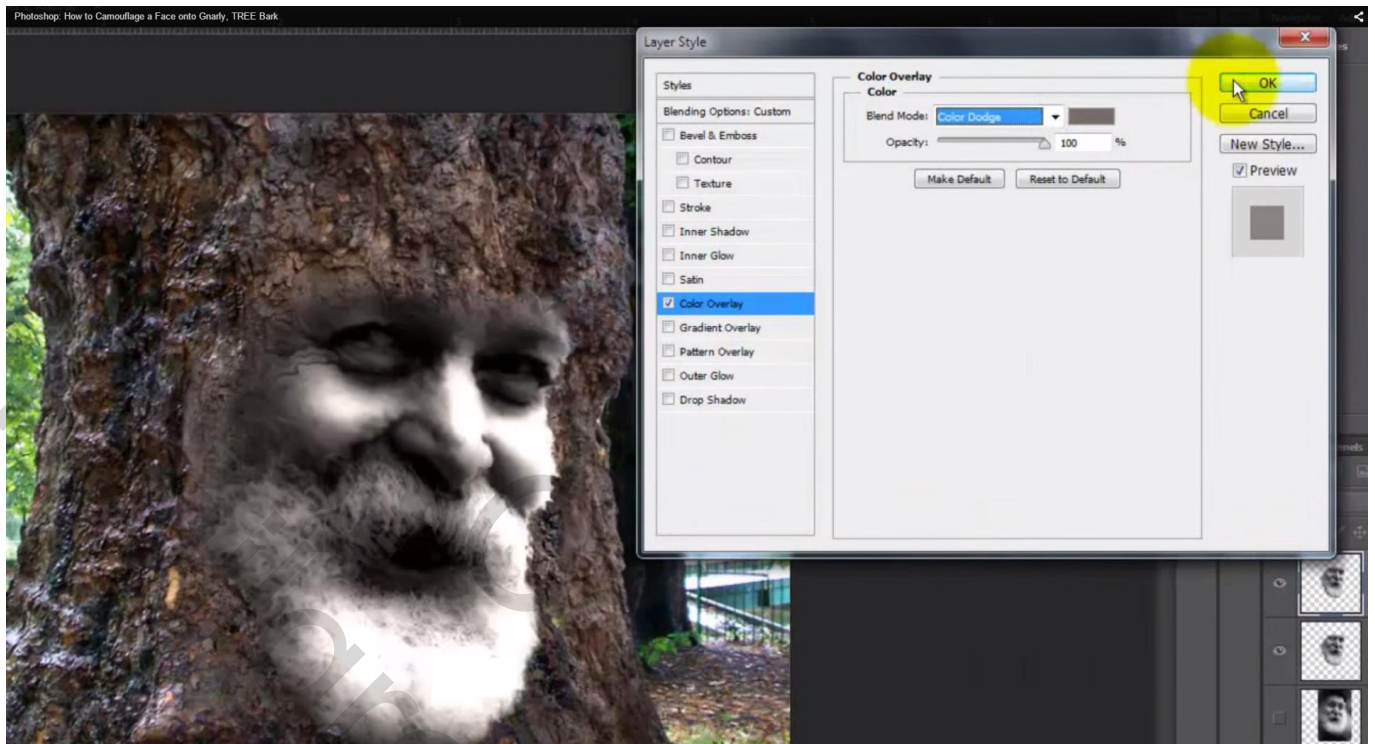 Photoshop: How to Camouflage a Face onto Gnarly, TREE Bark
Layer Style
Styles
Blending Options: Custom
Bevel & Emboss
Contour
Texture
Stroke
Inner Shadow
Inner Glow
Satin
Color Overlay
Gradient Overlay
Pattern Overlay
Outer Glow
Drop Shadow
Color Overlay
Color
Blend Mode: Color Dodge
Opacity: 100 %
Make Default Reset to Default
OK
Cancel
New Style...
Preview